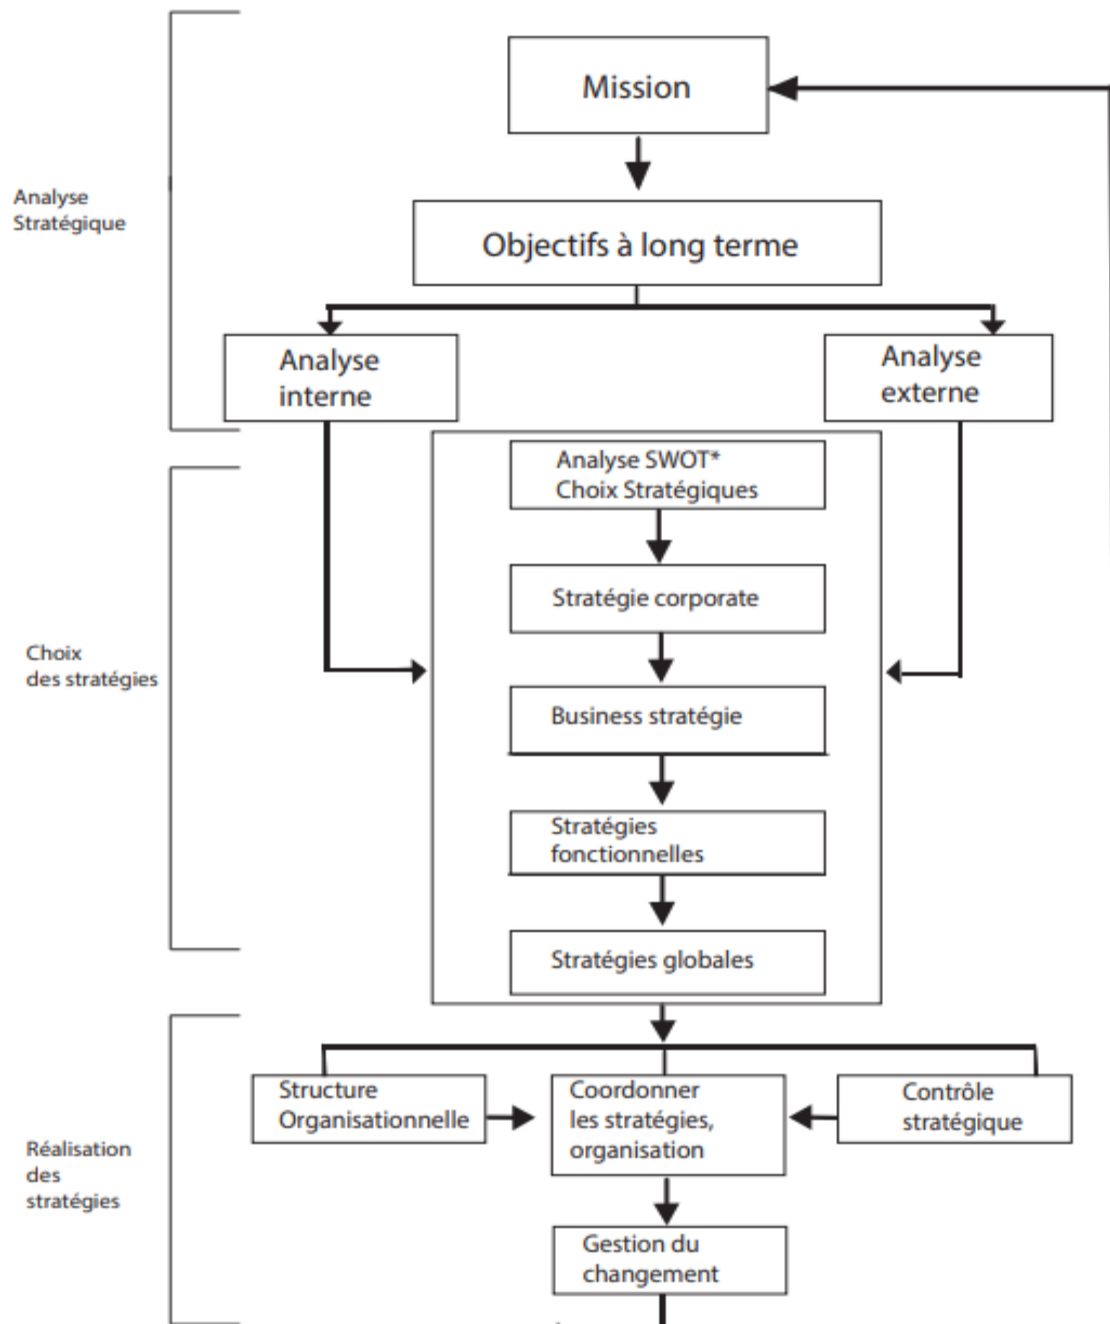 Mission
Analyse
Stratégique
Objectifs à long terme
Analyse
interne
Analyse
externe
Analyse SWOT*
Choix Stratégiques
Stratégie corporate
Choix
des stratégies
Business stratégie
Stratégies
fonctionnelles
Stratégies globales
Structure
Organisationnelle
Coordonner
les stratégies,
organisation
Contrôle
stratégique
Réalisation
des
stratégies
Gestion du
changement